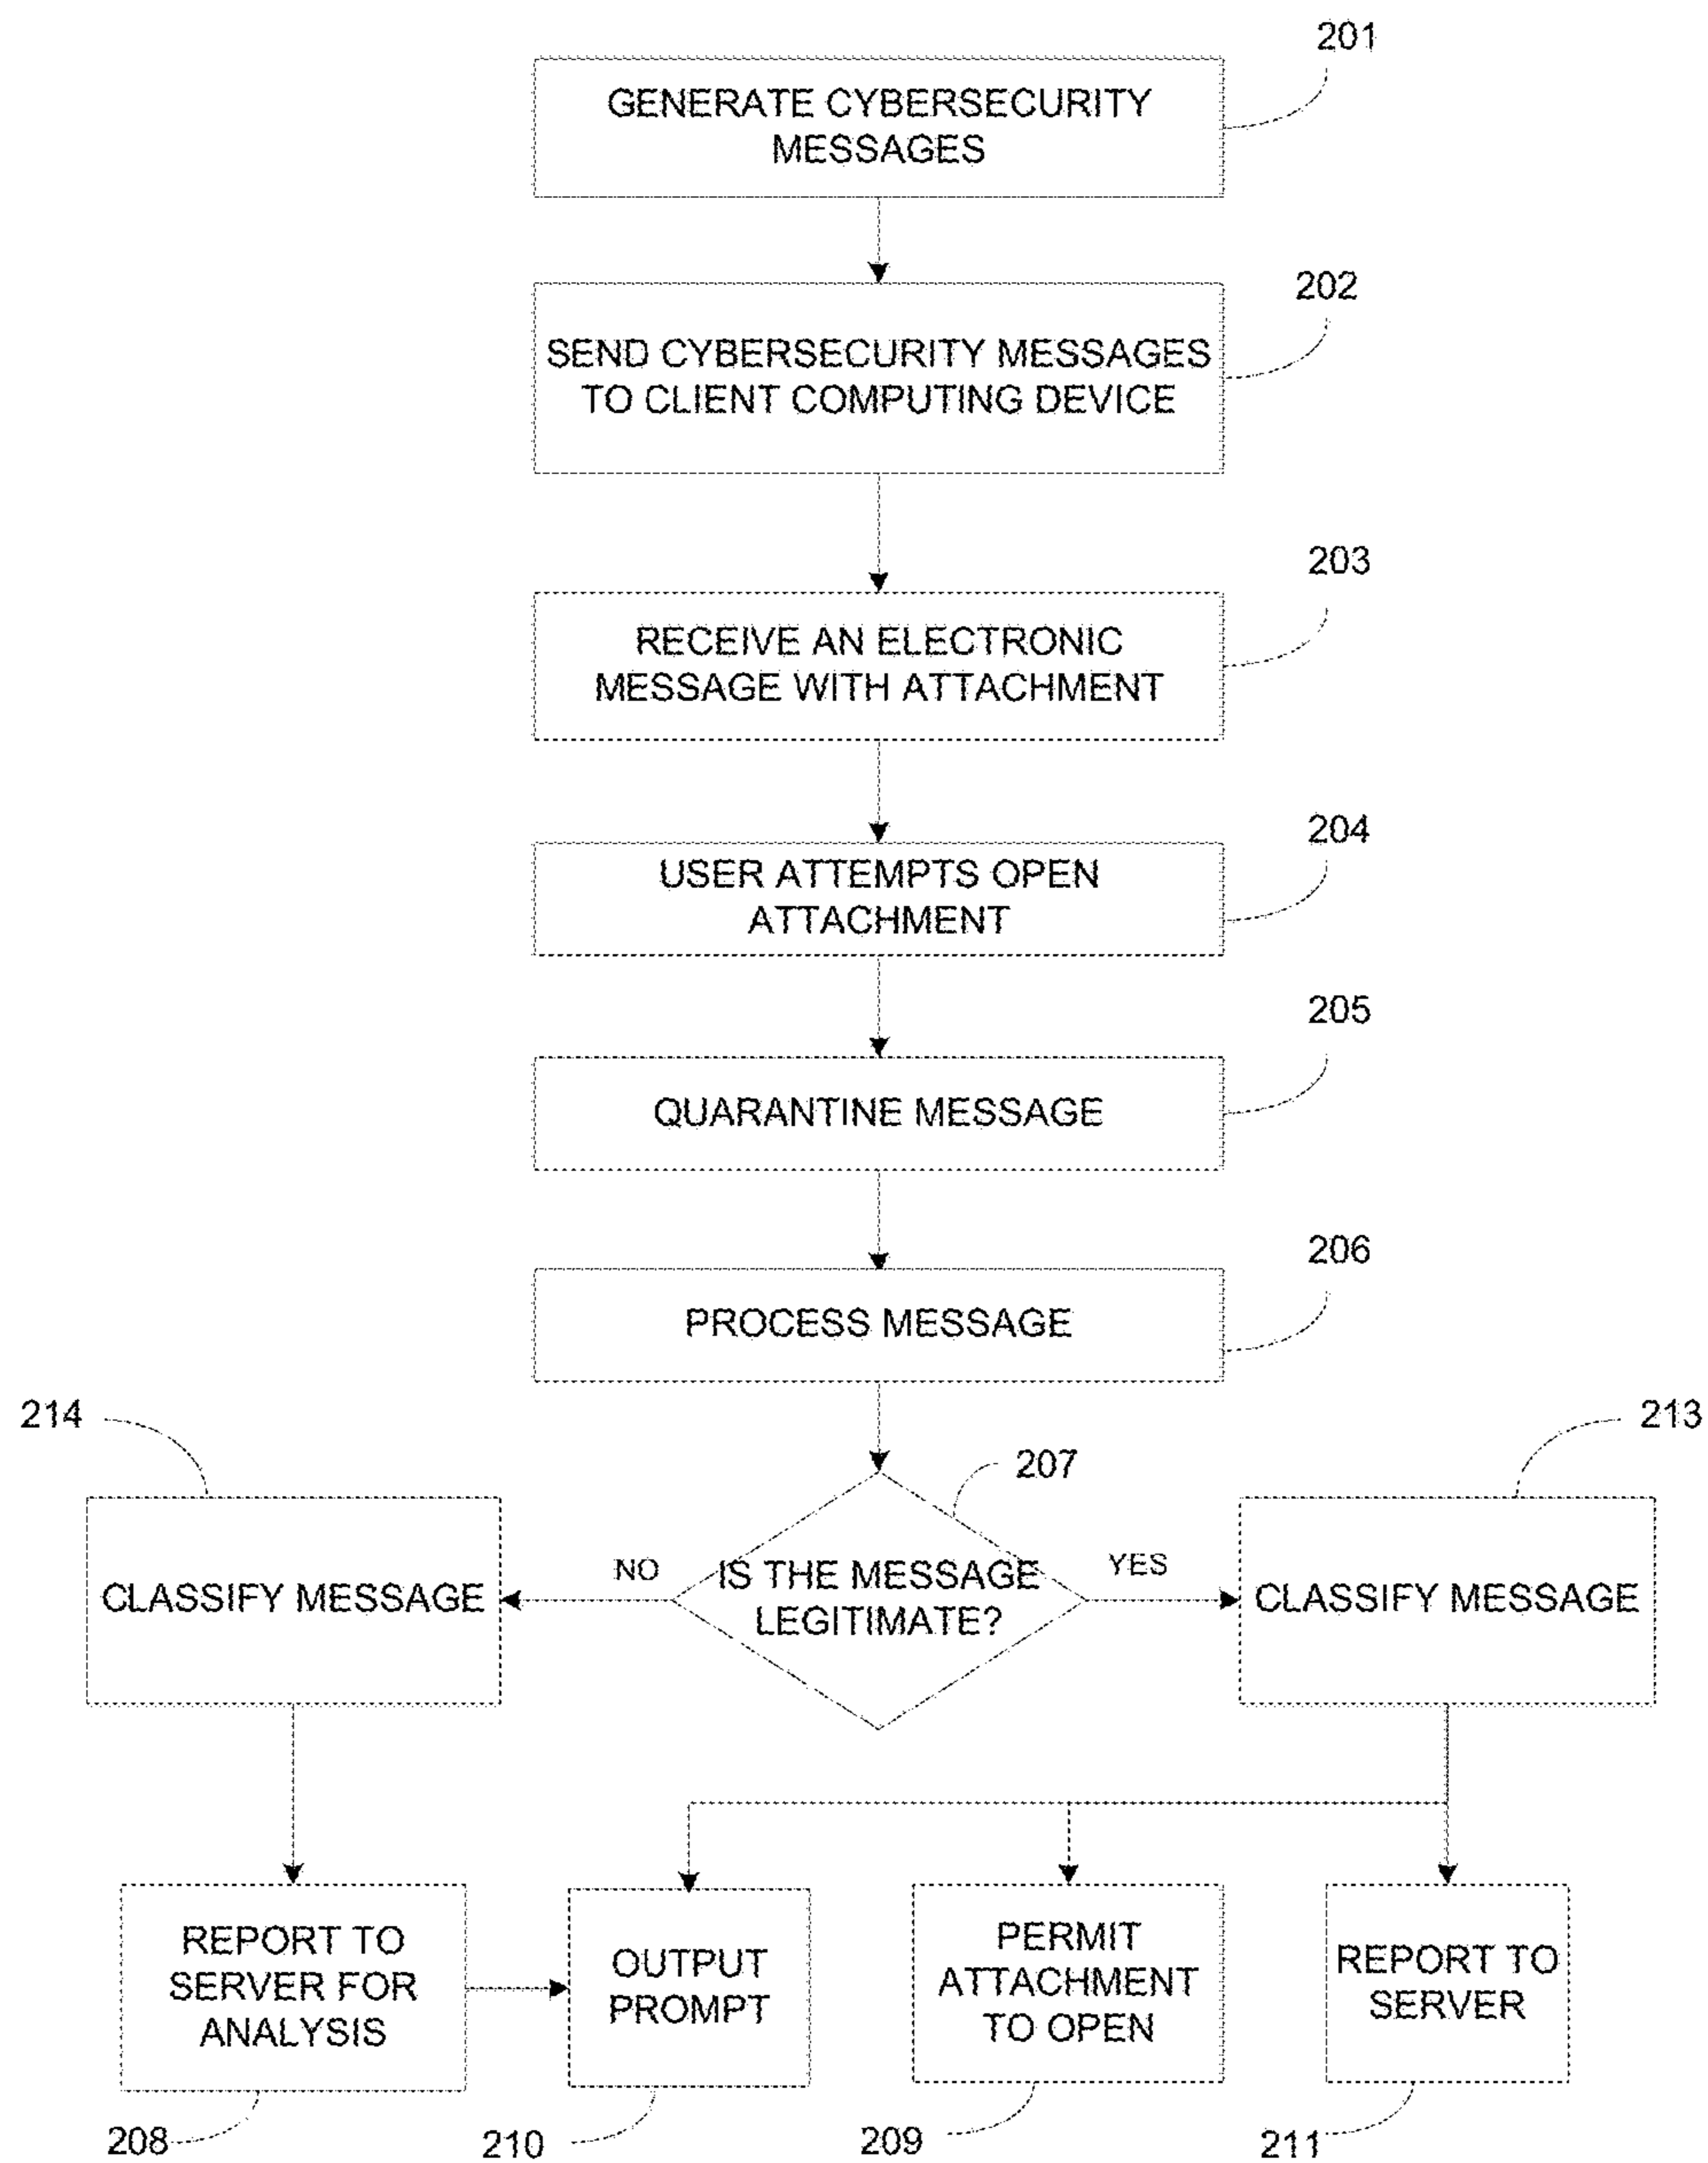 201
GENERATE CYBERSECURITY
MESSAGES
202
SEND CYBERSECURITY MESSAGES
TO CLIENT COMPUTING DEVICE
203
RECEIVE AN ELECTRONIC
MESSAGE WITH ATTACHMENT
204
USER ATTEMPTS OPEN
ATTACHMENT
205
QUARANTINE MESSAGE
206
PROCESS MESSAGE
214
213
207
CLASSIFY MESSAGE
NO
IS THE MESSAGE
LEGITIMATE?
YES
CLASSIFY MESSAGE
REPORT TO
SERVER FOR
ANALYSIS
OUTPUT
PROMPT
PERMIT
ATTACHMENT
TO OPEN
REPORT TO
SERVER
208
210
209
211